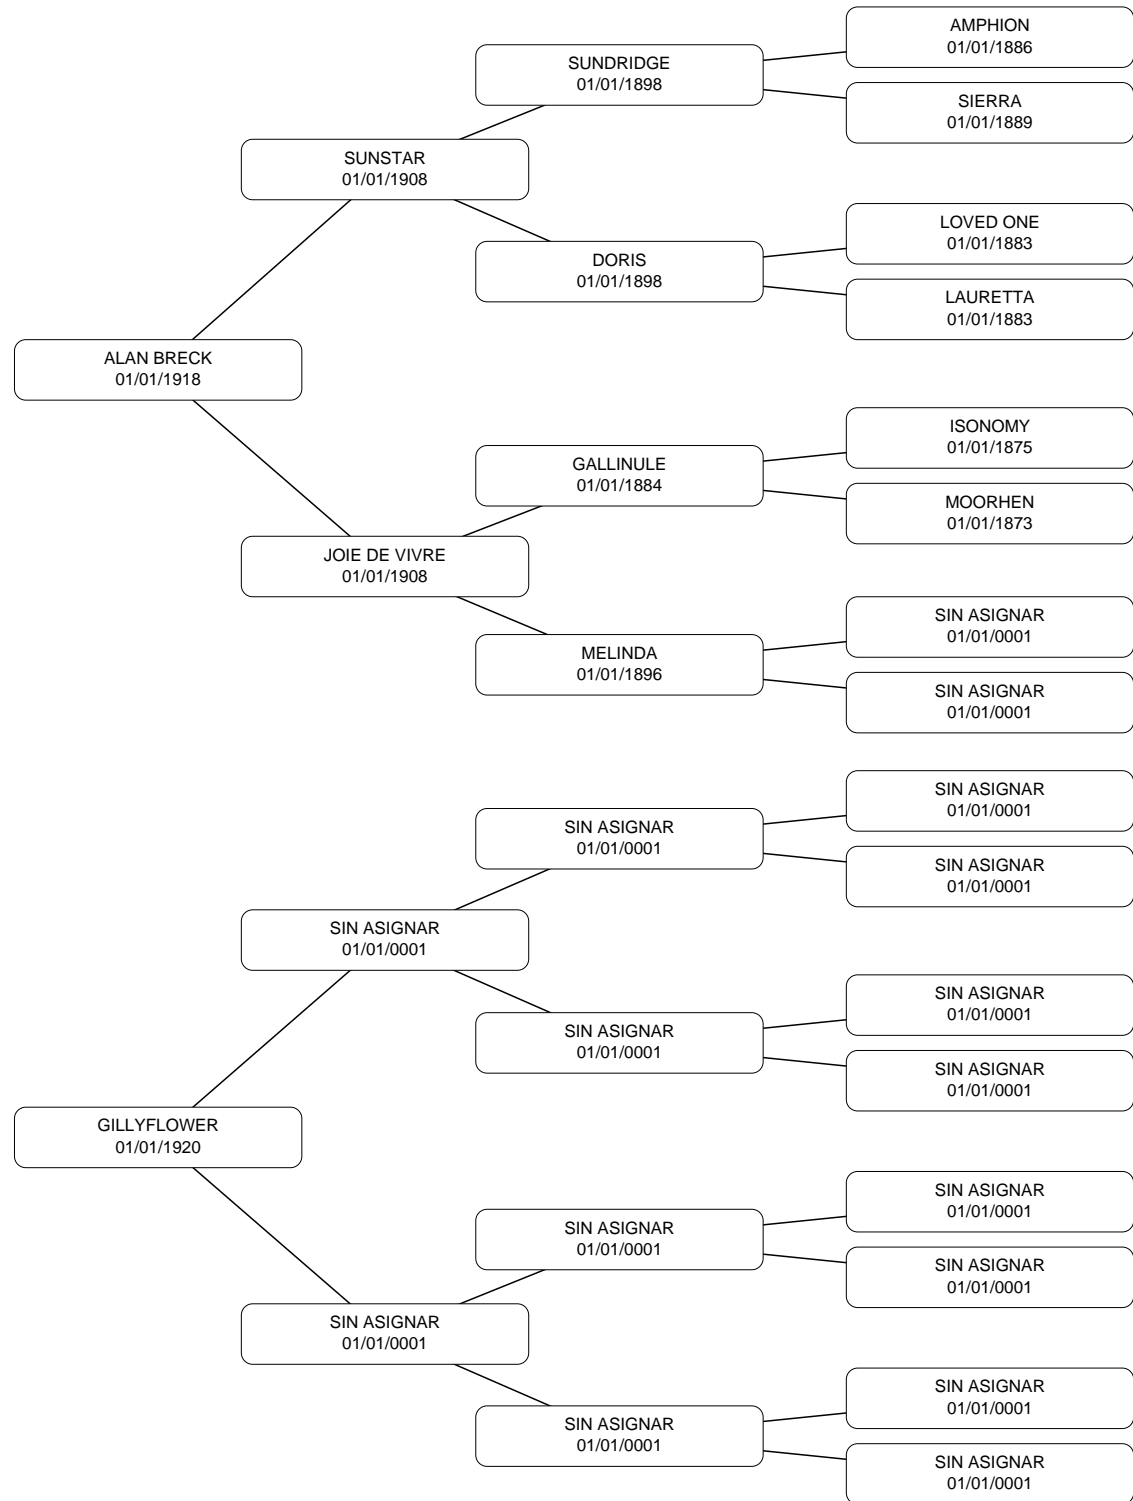 AMPHION
01/01/1886
SUNDRIDGE
01/01/1898
SIERRA
01/01/1889
SUNSTAR
01/01/1908
LOVED ONE
01/01/1883
DORIS
01/01/1898
LAURETTA
01/01/1883
ALAN BRECK
01/01/1918
ISONOMY
01/01/1875
GALLINULE
01/01/1884
MOORHEN
01/01/1873
JOIE DE VIVRE
01/01/1908
SIN ASIGNAR
01/01/0001
MELINDA
01/01/1896
SIN ASIGNAR
01/01/0001
SIN ASIGNAR
01/01/0001
SIN ASIGNAR
01/01/0001
SIN ASIGNAR
01/01/0001
SIN ASIGNAR
01/01/0001
SIN ASIGNAR
01/01/0001
SIN ASIGNAR
01/01/0001
SIN ASIGNAR
01/01/0001
GILLYFLOWER
01/01/1920
SIN ASIGNAR
01/01/0001
SIN ASIGNAR
01/01/0001
SIN ASIGNAR
01/01/0001
SIN ASIGNAR
01/01/0001
SIN ASIGNAR
01/01/0001
SIN ASIGNAR
01/01/0001
SIN ASIGNAR
01/01/0001